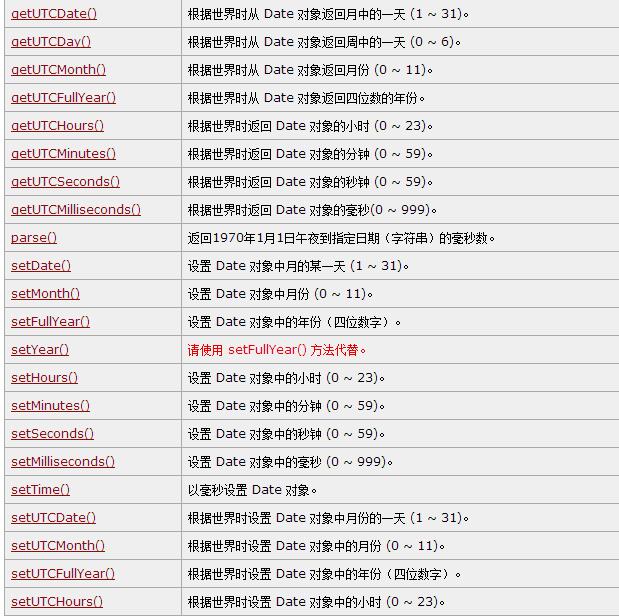 getUTCDate() 根据世界时从 Date 对象返回月中的一天 (1 ~ 31)。
getUTCDay() 根据世界时从 Date 对象返回周中的一天 (0 ~ 6)。
getUTCMonth() 根据世界时从 Date 对象返回月份 (0 ~ 11)。
getUTCFullYear() 根据世界时从 Date 对象返回四位数的年份。
getUTCHours() 根据世界时返回 Date 对象的小时 (0 ~ 23)。
getUTCMinutes() 根据世界时返回 Date 对象的分钟 (0 ~ 59)。
getUTCSeconds() 根据世界时返回 Date 对象的秒钟 (0 ~ 59)。
getUTCMilliseconds() 根据世界时返回 Date 对象的毫秒(0 ~ 999)。
parse() 返回1970年1月1日午夜到指定日期（字符串）的毫秒数。
setDate() 设置 Date 对象中月的某一天 (1 ~ 31)。
setMonth() 设置 Date 对象中月份 (0 ~ 11)。
setFullYear() 设置 Date 对象中的年份（四位数字）。
setYear() 请使用 setFullYear() 方法代替。
setHours() 设置 Date 对象中的小时 (0 ~ 23)。
setMinutes() 设置 Date 对象中的分钟 (0 ~ 59)。
setSeconds() 设置 Date 对象中的秒钟 (0 ~ 59)。
setMilliseconds() 设置 Date 对象中的毫秒 (0 ~ 999)。
setTime() 以毫秒设置 Date 对象。
setUTCDate() 根据世界时设置 Date 对象中月份的一天 (1 ~ 31)。
setUTCMonth() 根据世界时设置 Date 对象中的月份 (0 ~ 11)。
setUTCFullYear() 根据世界时设置 Date 对象中的年份（四位数字）。
setUTCHours() 根据世界时设置 Date 对象中的小时 (0 ~ 23)。